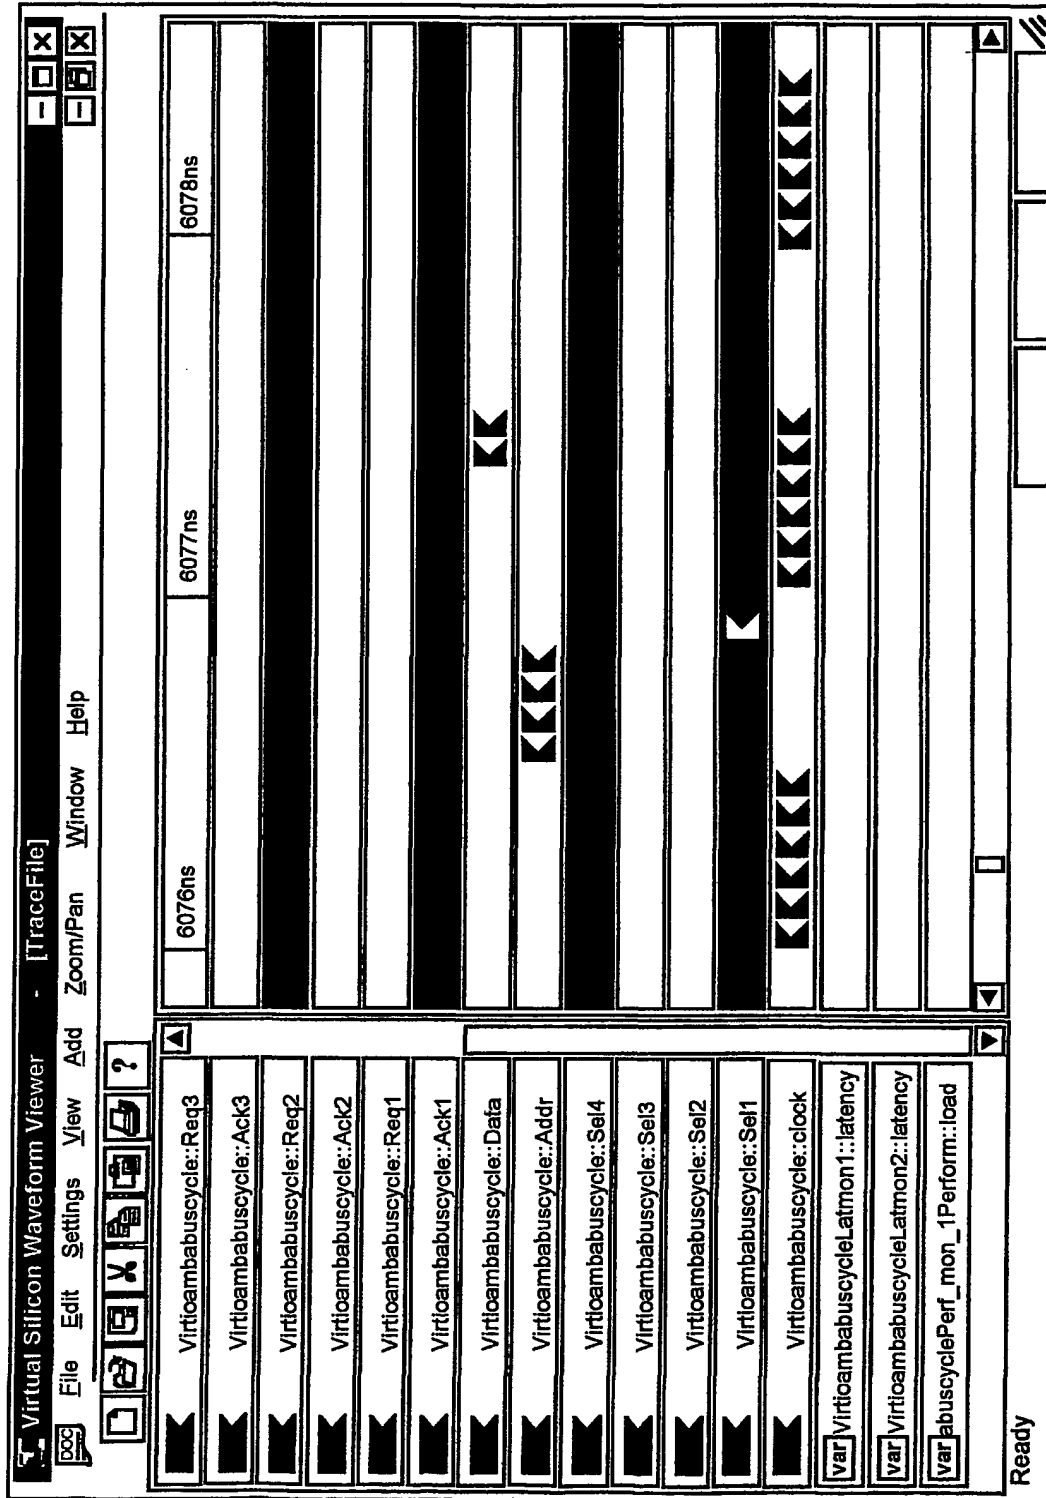 Virtual Silicon Waveform Viewer - [TraceFile]
DOC File Edit Settings View Add Zoom/Pan Window Help
?
6076ns 6077ns 6078ns
Virtioambabuscycle::Req3
Virtioambabuscycle::Ack3
Virtioambabuscycle::Req2
Virtioambabuscycle::Ack2
Virtioambabuscycle::Req1
Virtioambabuscycle::Ack1
Virtioambabuscycle::Data
Virtioambabuscycle::Addr
Virtioambabuscycle::Sel4
Virtioambabuscycle::Sel3
Virtioambabuscycle::Sel2
Virtioambabuscycle::Sel1
Virtioambabuscycle::clock
var VirtioambabuscycleLatmon1::latency
var VirtioambabuscycleLatmon2::latency
var abuscyclePerf_mon_1Perform::load
Ready